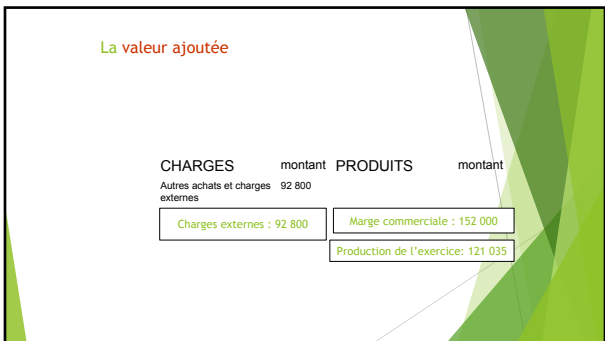 La valeur ajoutée
CHARGES montant PRODUITS montant
Autres achats et charges 92 800
externes
Charges externes : 92 800
Marge commerciale : 152 000
Production de l'exercice: 121 035